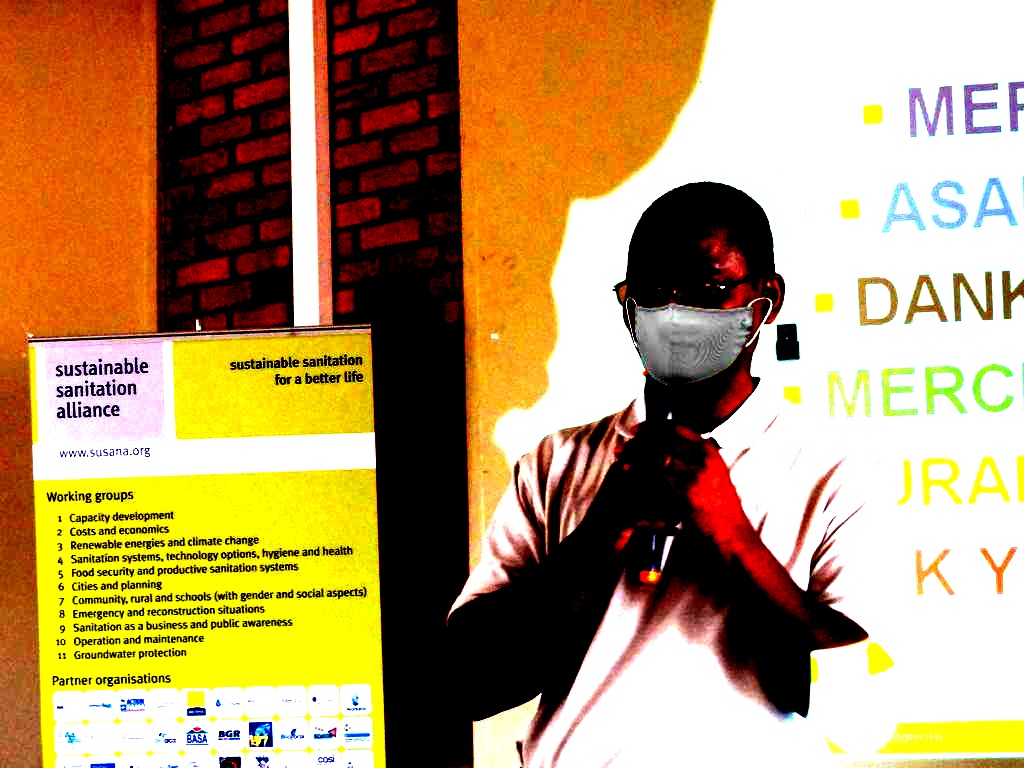 sustainable
sanitation
alliance
sustainable sanitation
for a better life
www.susana.org
Working groups
1 Capacity development
2 Costs and economics
3 Renewable energies and climate change
4 Sanitation systems, technology options, hygiene and health
5 Food security and productive sanitation systems
6 Cities and planning
7 Community, rural and schools (with gender and social aspects)
8 Emergency and reconstruction situations
9 Sanitation as a business and public awareness
10 Operation and maintenance
11 Groundwater protection
Partner organisations
BASA
BGR
cosi
MER
ASA
DANK
MERC
URA
K Y